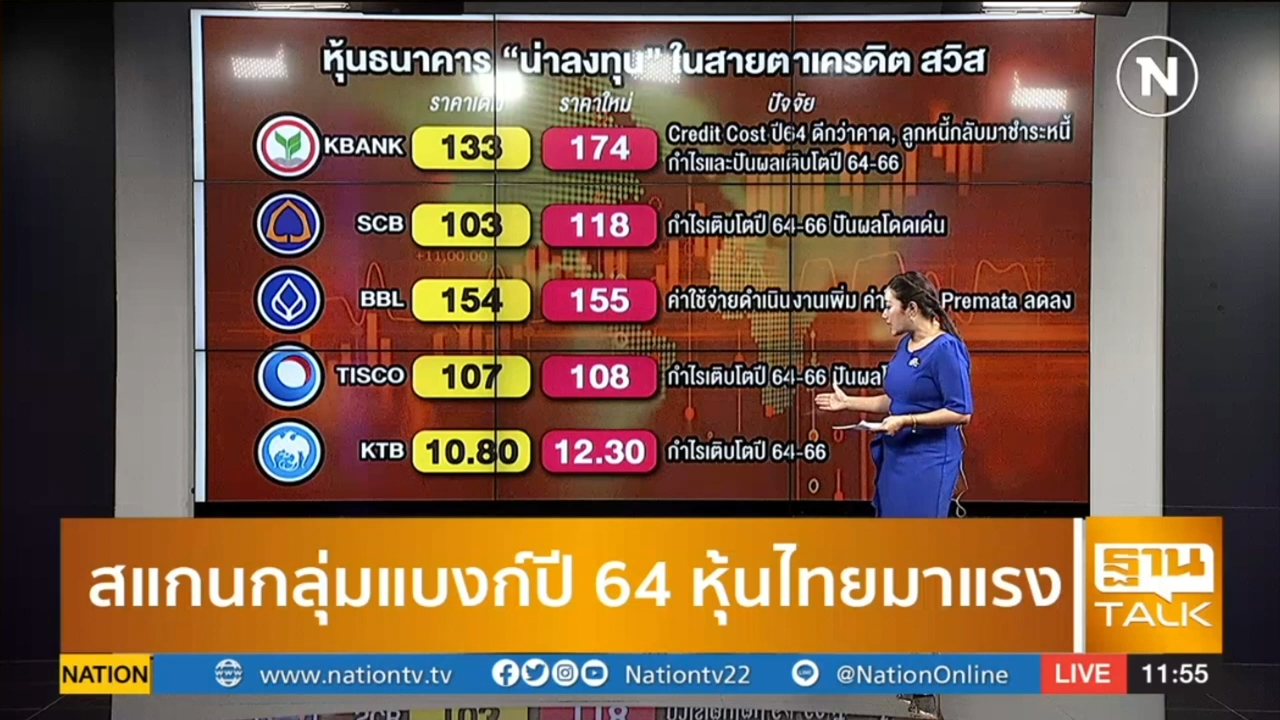 หุ้นธนาคาร "น่าลงทุน" ในสายตาเครดิต สวิส
ราคาเดิม ราคาใหม่ ปัจจัย
KBANK 133 174 Credit Cost ปี64 ดีกว่าคาด, ลูกหนี้กลับมาชำระหนี้
กำไรและปันผลเติบโตปี 64-66
SCB 103 118 กำไรเติบโตปี 64-66 ปันผลโดดเด่น
+11,00.00
BBL 154 155 ค่าใช้จ่ายดำเนินงานเพิ่ม ค่า Premata ลดลง
TISCO 107 108 กำไรเติบโตปี 64-66 ปันผล
KTB 10.80 12.30 กำไรเติบโตปี 64-66
N
สแกนกลุ่มแบงก์ปี 64 หุ้นไทยมาแรง
ฐาน
TALK
NATION www.nationtv.tv Nationtv22 @NationOnline LIVE 11:55